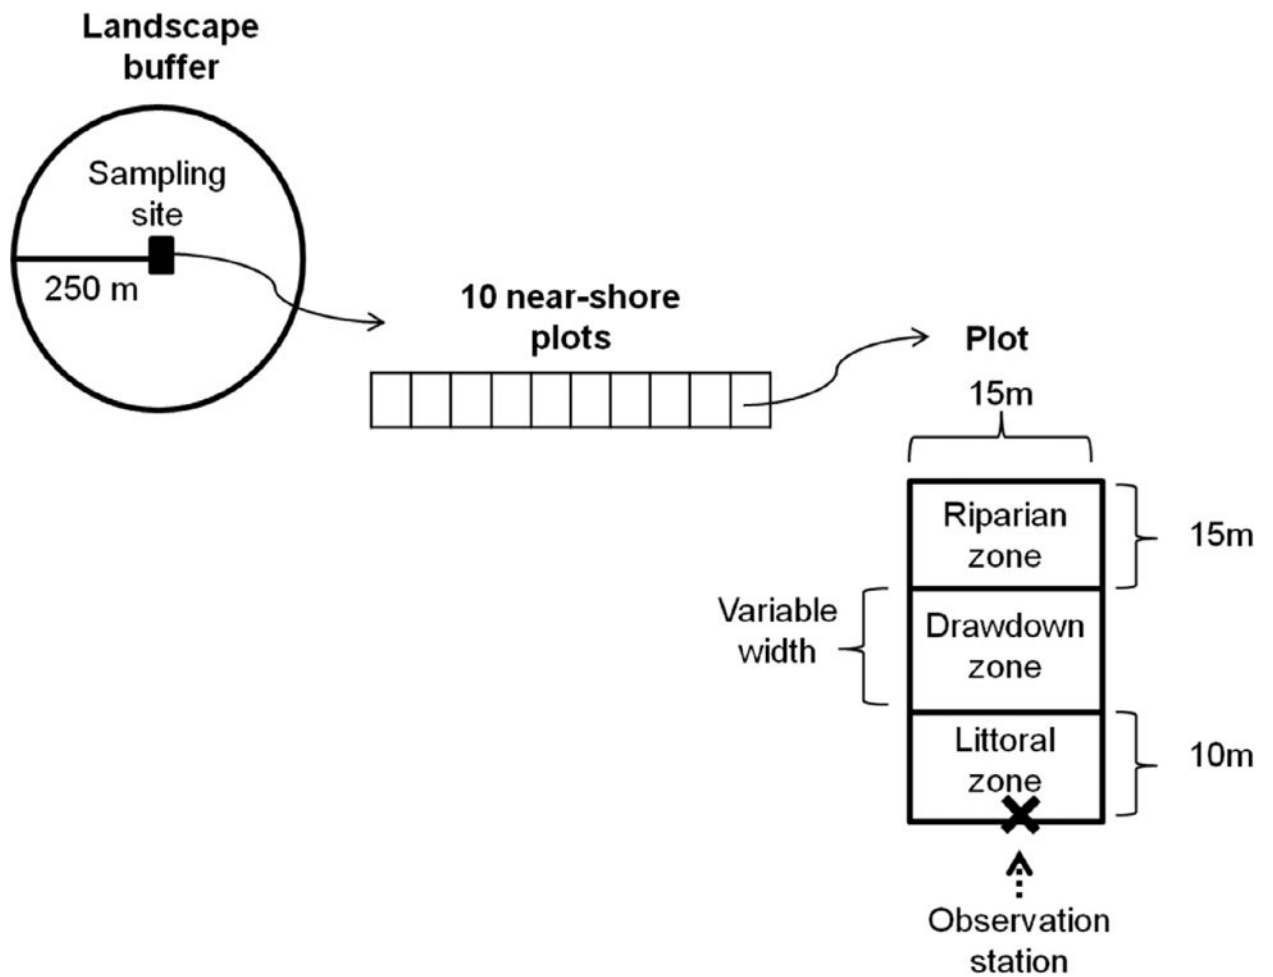 Landscape
buffer
Sampling
site
250 m
10 near-shore
plots
Plot
15m
Riparian
zone
15m
Variable
width
Drawdown
zone
Littoral
zone
10m
Observation
station